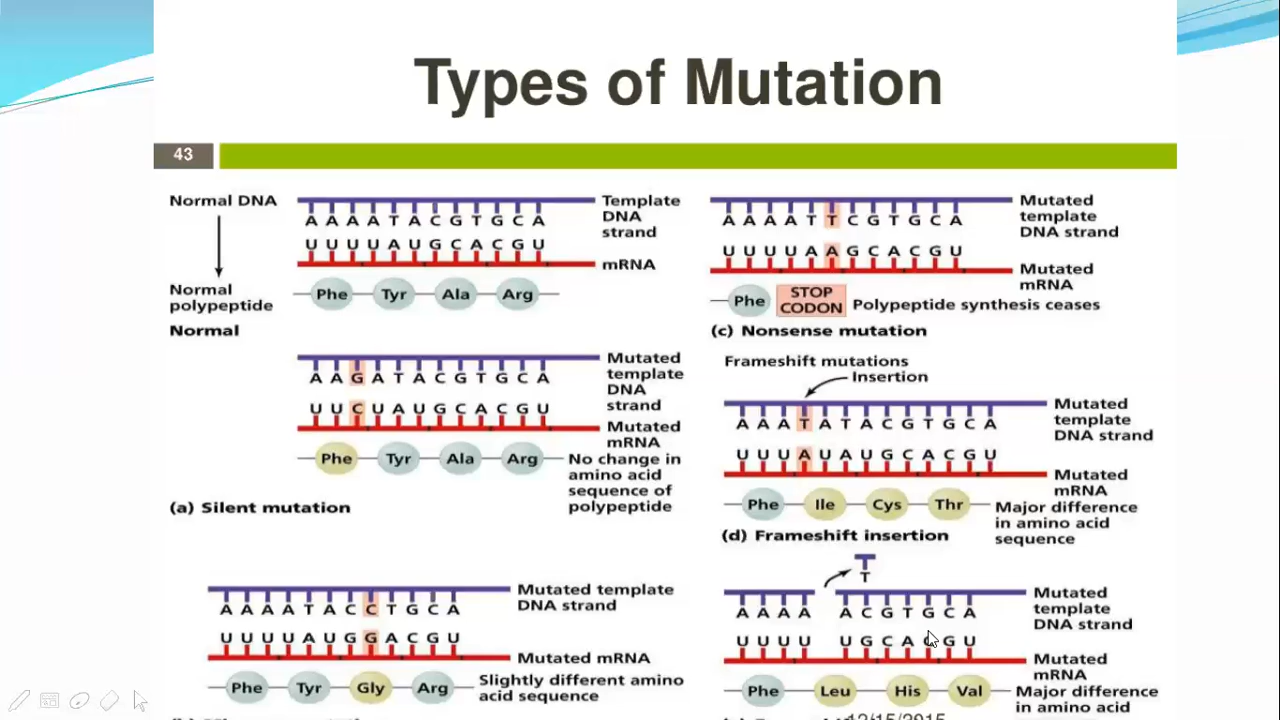 Types of Mutation
43
Normal DNA
A A A A T A C G T G C A
Template
DNA
strand
U U U U A U G C A C G U
mRNA
Normal
polypeptide
Phe Tyr Ala Arg
Normal
A A G A T A C G T G C A
Mutated
template
DNA
strand
U U C U A U G C A C G U
Mutated
mRNA
Phe Tyr Ala Arg
No change in
amino acid
sequence of
polypeptide
(a) Silent mutation
A A A A T A C C T G C A
Mutated template
DNA strand
U U U U A U G G A C G U
Mutated mRNA
Phe Tyr Gly Arg
Slightly different amino
acid sequence
A A A A T T C G T G C A
Mutated
template
DNA strand
U U U U A A G C A C G U
Mutated
mRNA
Phe
STOP
CODON
Polypeptide synthesis ceases
(c) Nonsense mutation
Frameshift mutations
Insertion
A A A T A T A C G T G C A
Mutated
template
DNA strand
U U U A U A U G C A C G U
Mutated
mRNA
Phe Ile Cys Thr
Major difference
in amino acid
sequence
(d) Frameshift insertion
T
A A A A A C G T G C A
Mutated
template
DNA strand
U U U U U G C A C G U
Mutated
mRNA
Phe Leu His Val
Major difference
in amino acid
12/15/2015